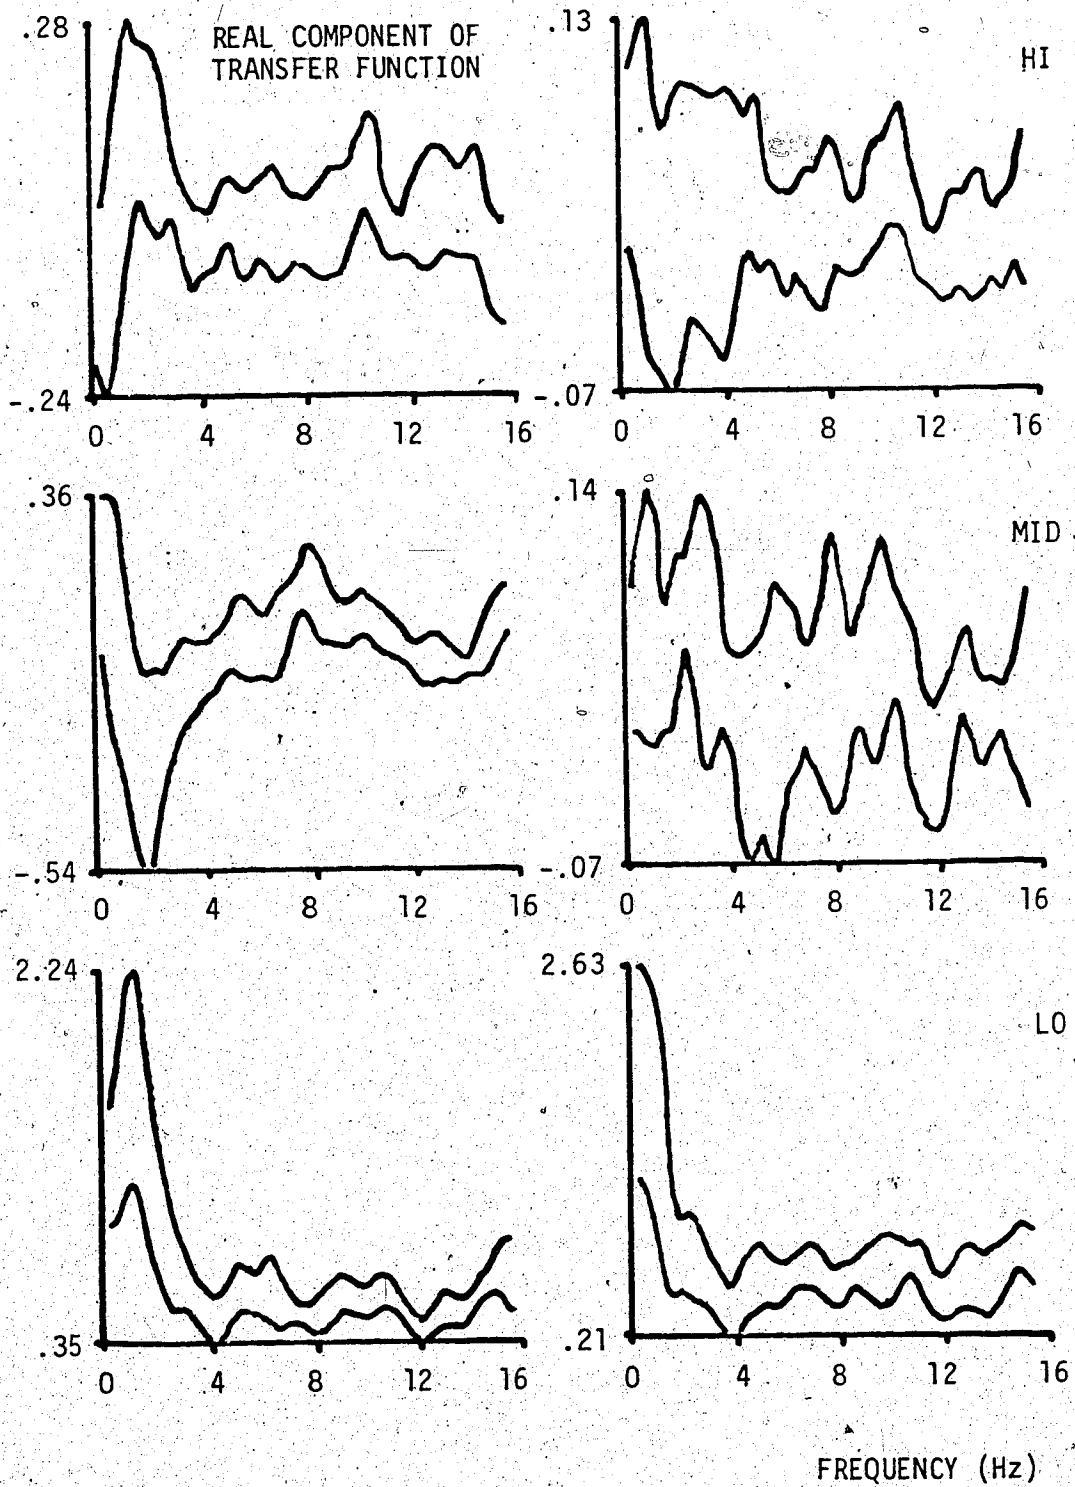 REAL COMPONENT OF
TRANSFER FUNCTION
.28
-.24
0 4 8 12 16
.13
HI
-.07
0 4 8 12 16
.36
-.54
0 4 8 12 16
.14
MID
-.07
0 4 8 12 16
2.24
.35
0 4 8 12 16
2.63
LO
.21
0 4 8 12 16
FREQUENCY (Hz)